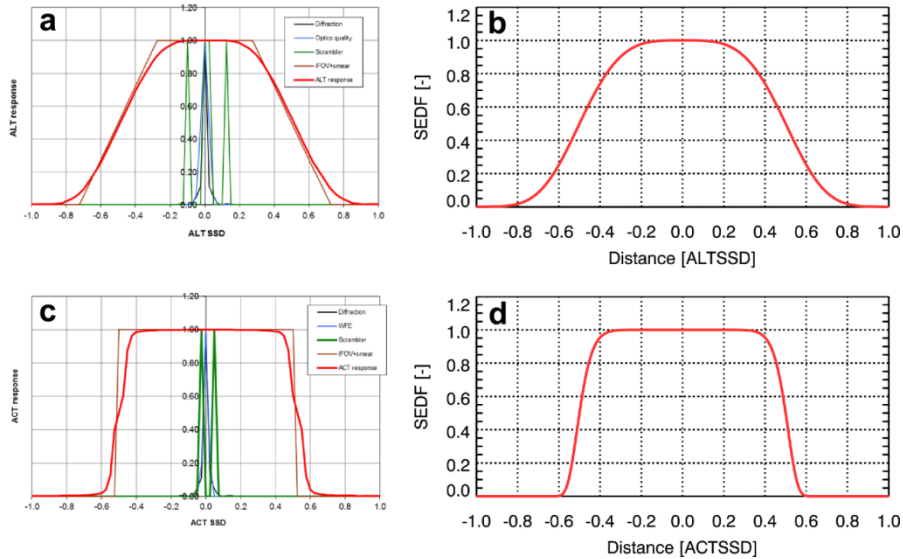 a
Diffraction
Optics quality
Scrambler
IFOV+smear
ALT response
ALT response
1.20
1.00
0.80
0.60
0.40
0.20
0.00
-1.0 -0.8 -0.6 -0.4 -0.2 0.0 0.2 0.4 0.6 0.8 1.0
ALT SSD
b
SEDF [-]
1.2
1.0
0.8
0.6
0.4
0.2
0.0
-1.0 -0.8 -0.6 -0.4 -0.2 0.0 0.2 0.4 0.6 0.8 1.0
Distance [ALTSSD]
c
Diffraction
WFE
Scrambler
IFOV+smear
ACT response
ACT response
1.20
1.00
0.80
0.60
0.40
0.20
0.00
-1.0 -0.8 -0.6 -0.4 -0.2 0.0 0.2 0.4 0.6 0.8 1.0
ACT SSD
d
SEDF [-]
1.2
1.0
0.8
0.6
0.4
0.2
0.0
-1.0 -0.8 -0.6 -0.4 -0.2 0.0 0.2 0.4 0.6 0.8 1.0
Distance [ACTSSD]